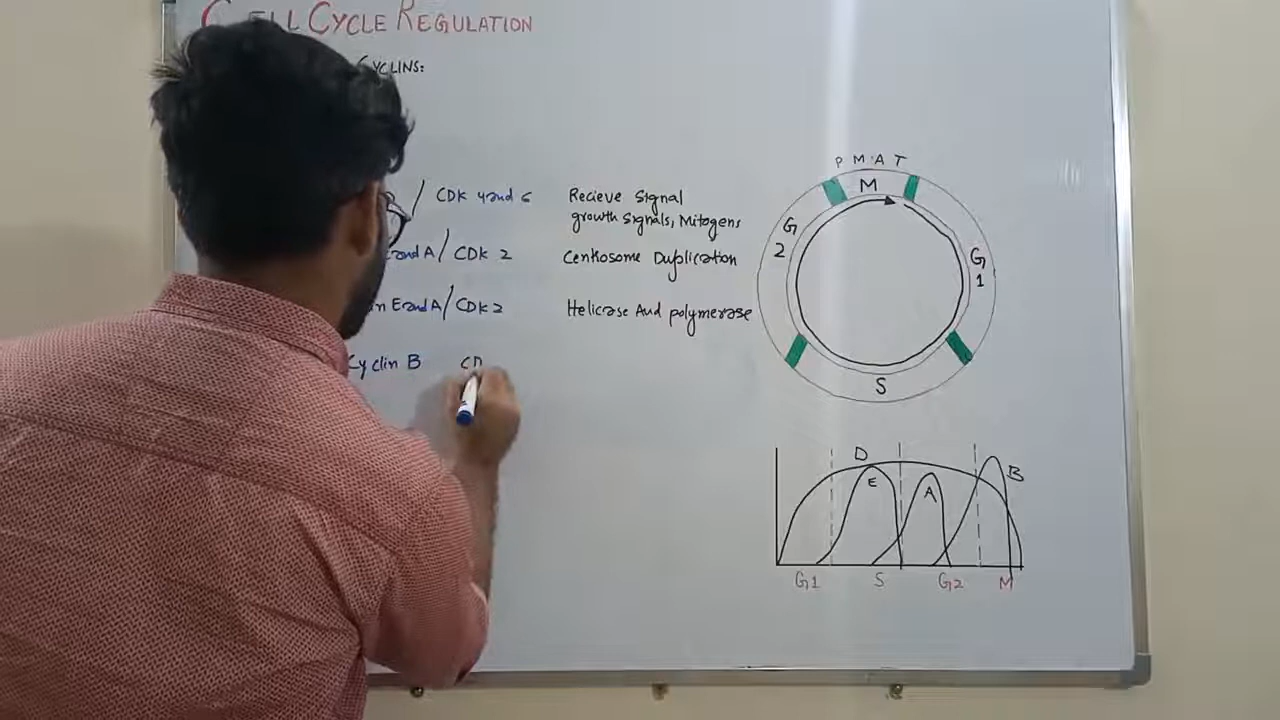 CELL CYCLE REGULATION
CYCLINS:
/ CDK 4 and 6 Recieve Signal
growth signals, Mitogens
and A / CDK 2 Centrosome Duplication
in E and A / CDK 2 Helicase And polymerase
Cyclin B CD
P M A T
M
G
2
G
1
S
D
E
A
B
G1 S G2 M